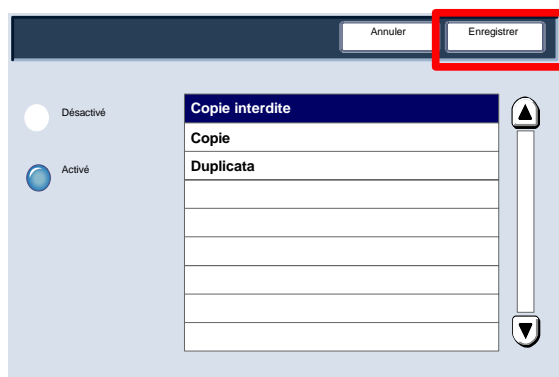 Annuler
Enregistrer
Désactivé
Activé
Copie interdite
Copie
Duplicata